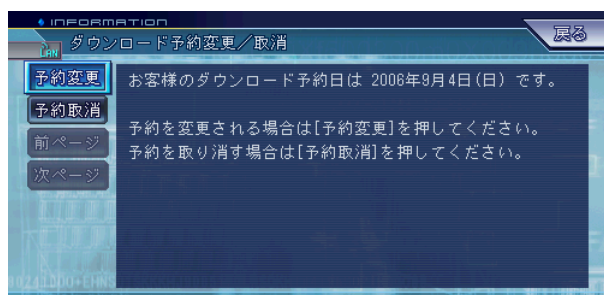 INFORMATION
LAN
ダウンロード予約変更／取消
戻る
予約変更
予約取消
前ページ
次ページ
お客様のダウンロード予約日は 2006年9月4日(日) です。
予約を変更される場合は[予約変更]を押してください。
予約を取り消す場合は[予約取消]を押してください。